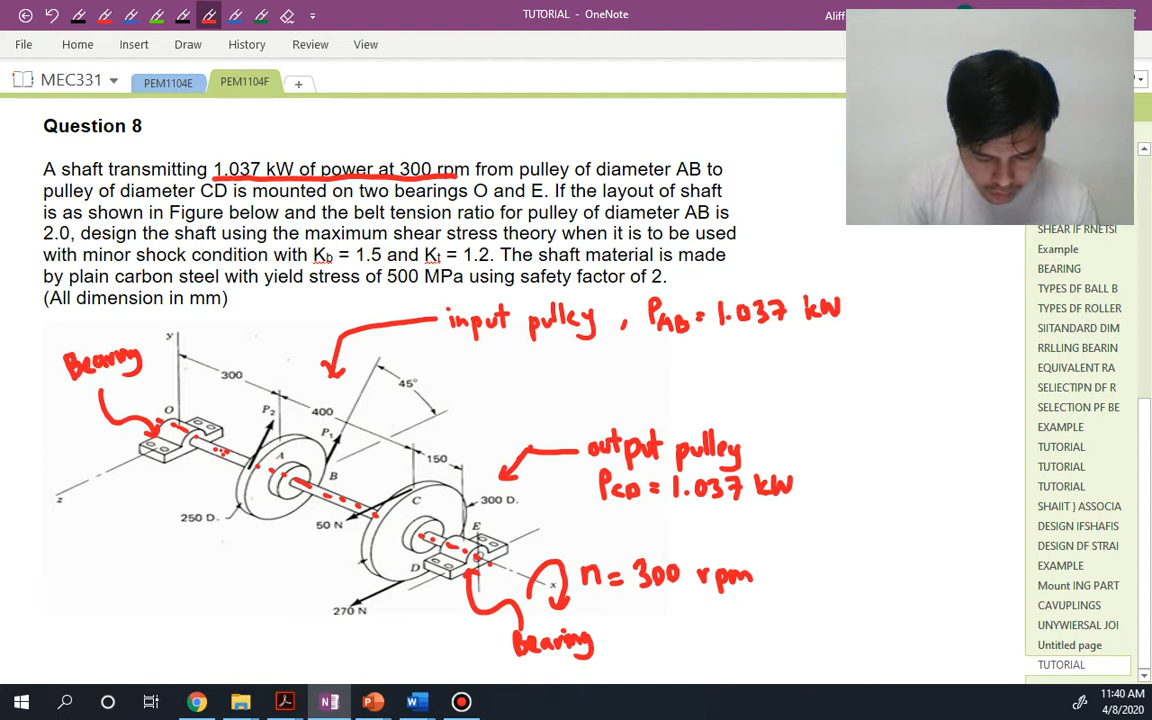 TUTORIAL - OneNote
Aliff
File Home Insert Draw History Review View
MEC331
PEM1104E
PEM1104F
Question 8
A shaft transmitting 1.037 kW of power at 300 rpm from pulley of diameter AB to
pulley of diameter CD is mounted on two bearings O and E. If the layout of shaft
is as shown in Figure below and the belt tension ratio for pulley of diameter AB is
2.0, design the shaft using the maximum shear stress theory when it is to be used
with minor shock condition with Kb = 1.5 and Kt = 1.2. The shaft material is made
by plain carbon steel with yield stress of 500 MPa using safety factor of 2.
(All dimension in mm)
input pulley, PAB = 1.037 kW
Bearing
y
300
45°
400
O
P2
P1
150
A
B
output pulley
PCD = 1.037 kW
z
C
300 D.
250 D.
50 N
E
D
x
n = 300 rpm
270 N
Bearing
SHEAR IF RNETSI
Example
BEARING
TYPES DF BALL B
TYPES DF ROLLER
SIITANDARD DIM
RRLLING BEARIN
EQUIVALENT RA
SELIECTIPN DF R
SELECTION PF BE
EXAMPLE
TUTORIAL
TUTORIAL
TUTORIAL
SHAIIT } ASSOCIA
DESIGN IFSHAFIS
DESIGN DF STRAI
EXAMPLE
Mount ING PART
CAVUPLINGS
UNYWIERSAL JOI
Untitled page
TUTORIAL
11:40 AM
4/8/2020